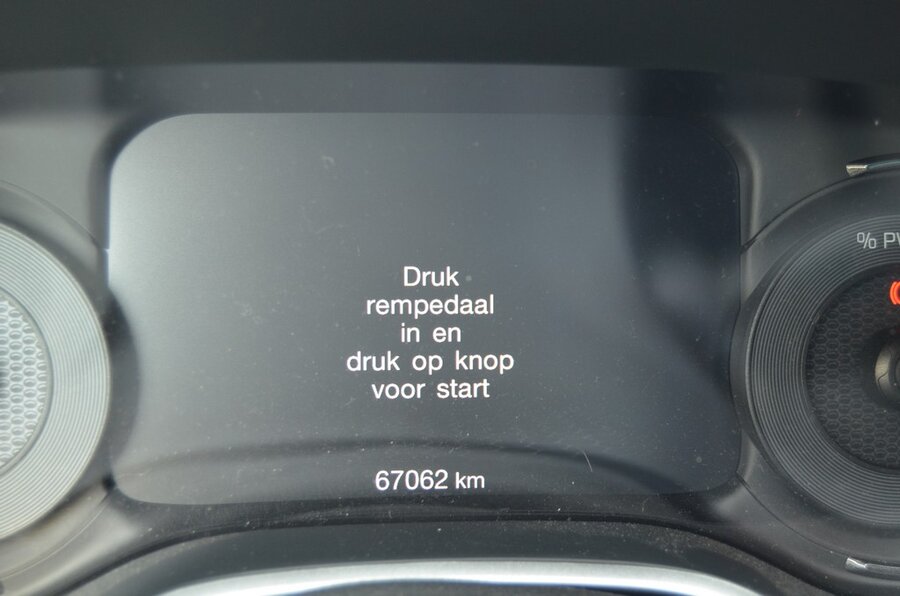 Druk
rempedaal
in en
druk op knop
voor start
67062 km
%